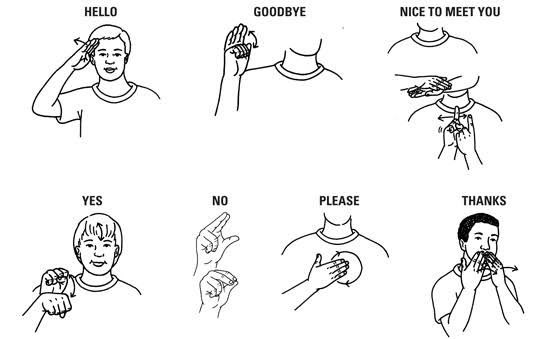 HELLO
GOODBYE
NICE TO MEET YOU
YES
NO
PLEASE
THANKS